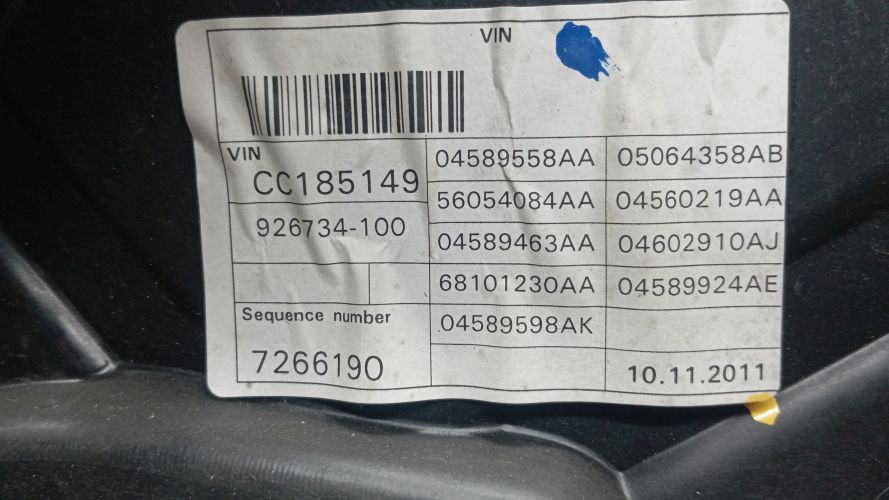 VIN
VIN
CC185149
926734-100
Sequence number
7266190
04589558AA 05064358AB
56054084AA 04560219AA
04589463AA 04602910AJ
68101230AA 04589924AE
04589598AK
10.11.2011